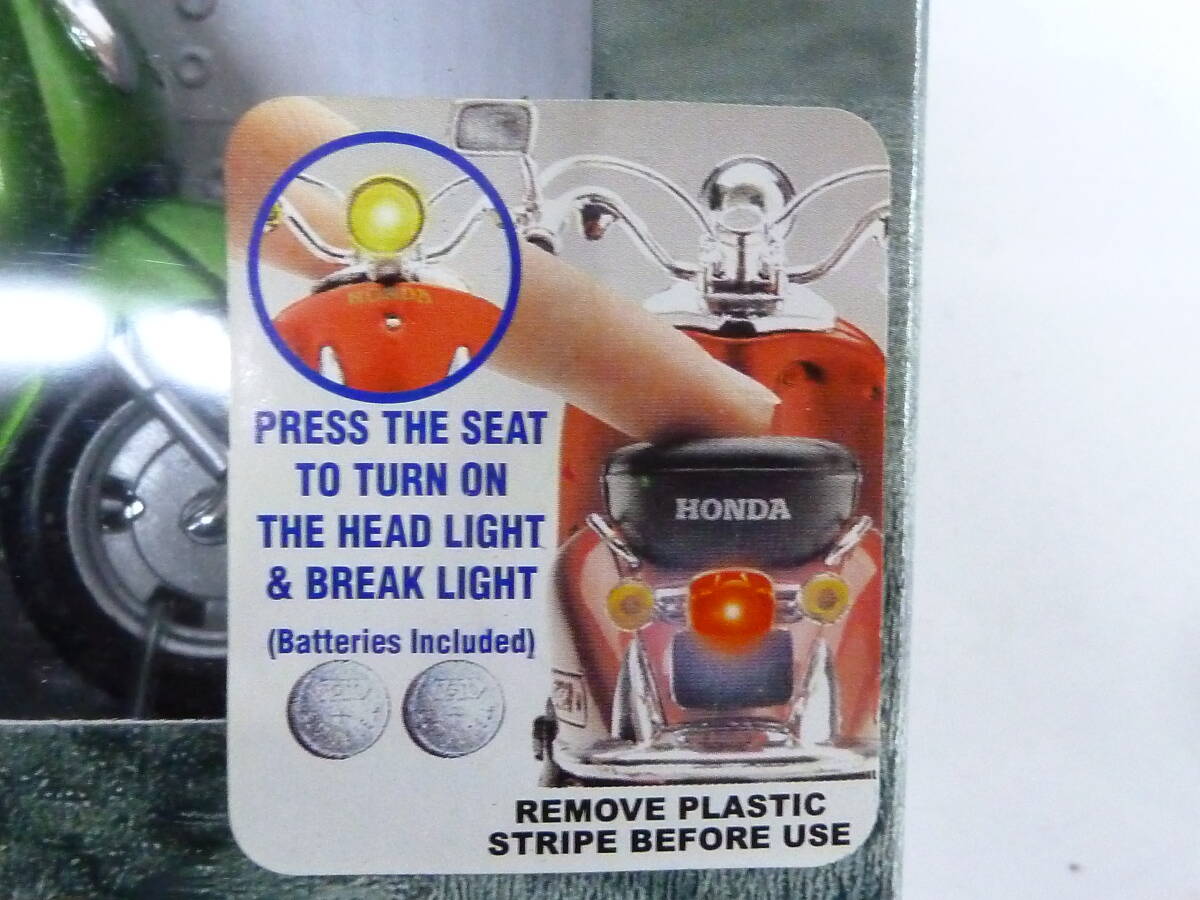 HONDA
PRESS THE SEAT
TO TURN ON
THE HEAD LIGHT
& BREAK LIGHT
(Batteries Included)
HONDA
REMOVE PLASTIC
STRIPE BEFORE USE